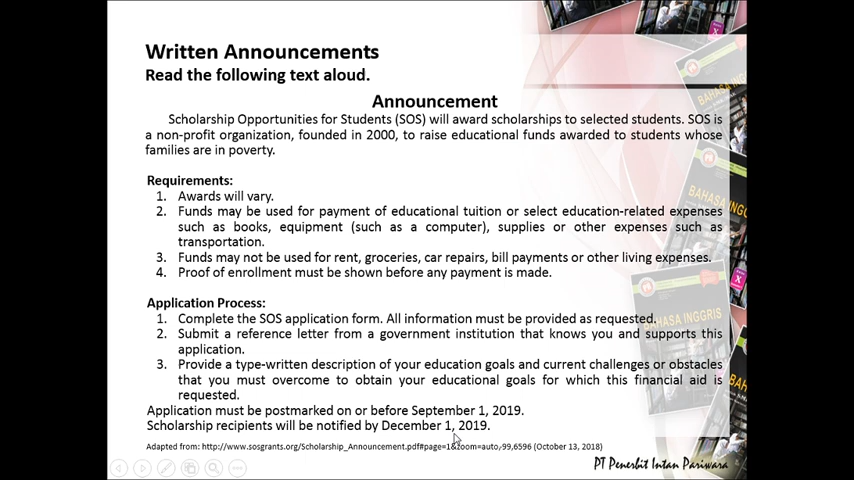 Written Announcements
Read the following text aloud.
Announcement
Scholarship Opportunities for Students (SOS) will award scholarships to selected students. SOS is
a non-profit organization, founded in 2000, to raise educational funds awarded to students whose
families are in poverty.
Requirements:
1. Awards will vary.
2. Funds may be used for payment of educational tuition or select education-related expenses
such as books, equipment (such as a computer), supplies or other expenses such as
transportation.
3. Funds may not be used for rent, groceries, car repairs, bill payments or other living expenses.
4. Proof of enrollment must be shown before any payment is made.
Application Process:
1. Complete the SOS application form. All information must be provided as requested.
2. Submit a reference letter from a government institution that knows you and supports this
application.
3. Provide a type-written description of your education goals and current challenges or obstacles
that you must overcome to obtain your educational goals for which this financial aid is
requested.
Application must be postmarked on or before September 1, 2019.
Scholarship recipients will be notified by December 1, 2019.
Adapted from: http://www.sosgrants.org/Scholarship_Announcement.pdf#page=1&zoom=auto,-99,6596 (October 13, 2018)
PT Penerbit Intan Pariwara
BAHASA INGGRIS
BAHASA INGGRIS
BAHASA INGGRIS
BAHASA